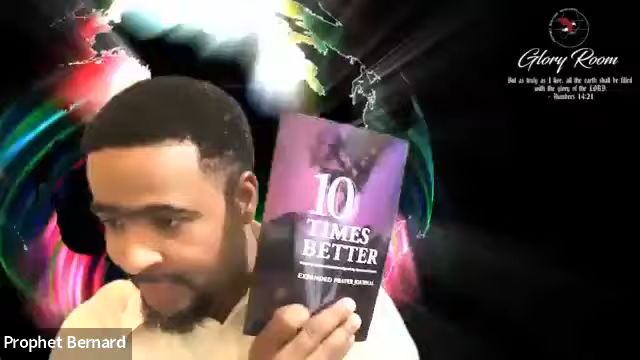 Glory Room
But as truly as I live, all the earth shall be filled
with the glory of the LORD.
- Numbers 14:21
10
TIMES
BETTER
EXPANDED PRAYER JOURNAL
Prophet Bernard